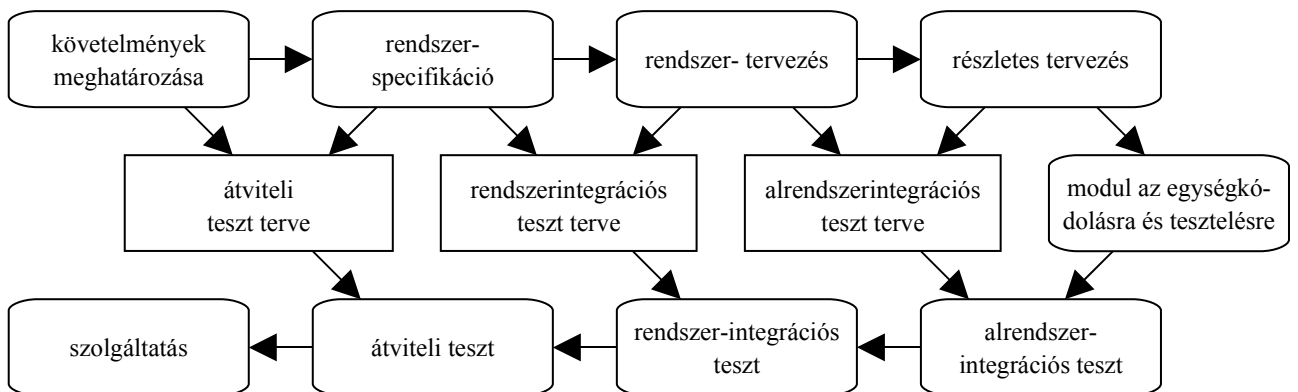 követelmények
meghatározása
rendszer-
specifikáció
rendszer- tervezés
részletes tervezés
átviteli
teszt terve
rendszerintegrációs
teszt terve
alrendszerintegrációs
teszt terve
modul az egységkó-
dolásra és tesztelésre
szolgáltatás
átviteli teszt
rendszer-integrációs
teszt
alrendszer-
integrációs teszt